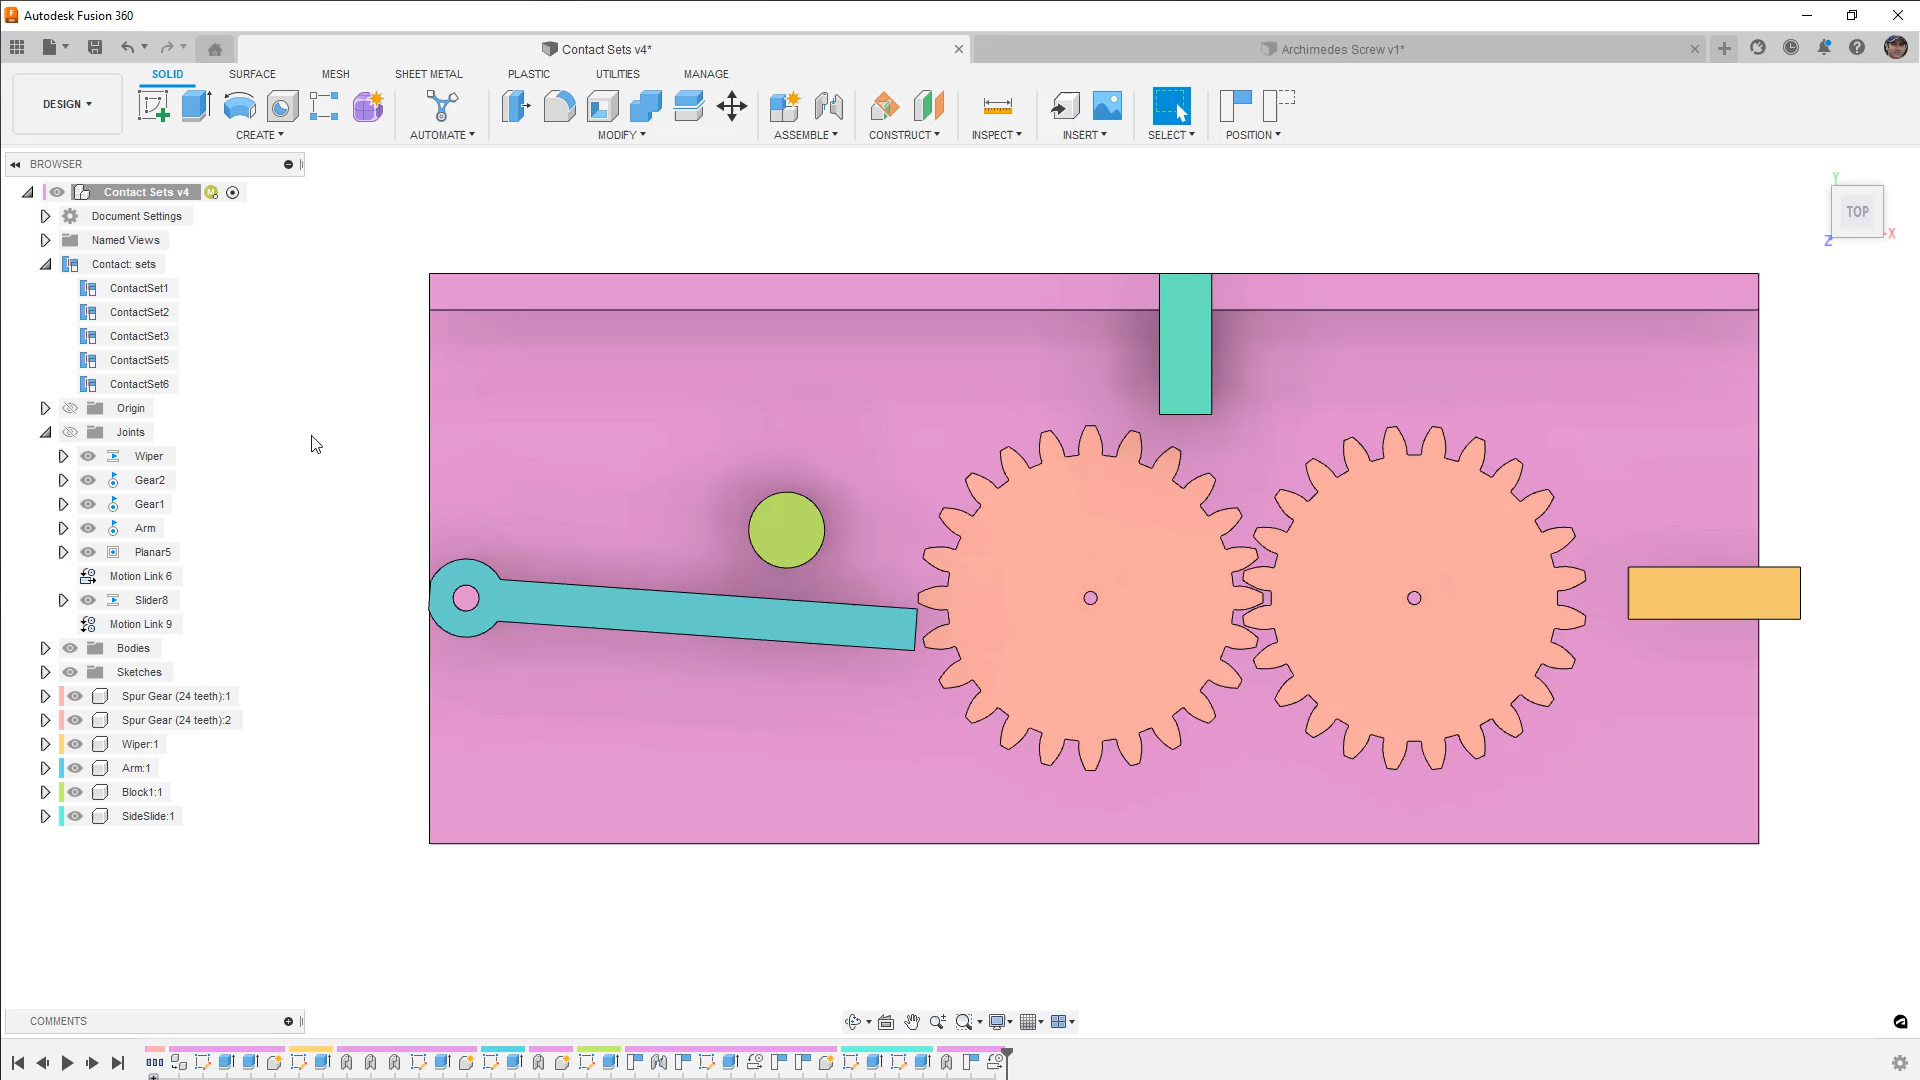 Autodesk Fusion 360
Contact Sets v4*
Archimedes Screw v1*
DESIGN
SOLID
SURFACE
MESH
SHEET METAL
PLASTIC
UTILITIES
MANAGE
CREATE
AUTOMATE
MODIFY
ASSEMBLE
CONSTRUCT
INSPECT
INSERT
SELECT
POSITION
BROWSER
Contact Sets v4
Document Settings
Named Views
Contact: sets
ContactSet1
ContactSet2
ContactSet3
ContactSet5
ContactSet6
Origin
Joints
Wiper
Gear2
Gear1
Arm
Planar5
Motion Link 6
Slider8
Motion Link 9
Bodies
Sketches
Spur Gear (24 teeth):1
Spur Gear (24 teeth):2
Wiper:1
Arm:1
Block1:1
SideSlide:1
Y
TOP
Z
X
COMMENTS